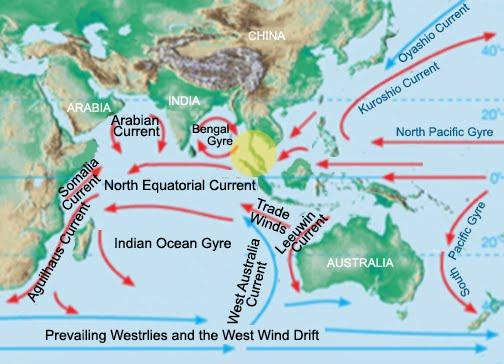 CHINA
Oyashio Current
40°
Kuroshio Current
ARABIA
INDIA
20°
Arabian
Current
Bengal
Gyre
North Pacific Gyre
Somalia
Current
North Equatorial Current
0°
Aguilhaus Current
Trade
Winds
Leeuwin
Current
Indian Ocean Gyre
West Australia
Current
AUSTRALIA
South
Pacific Gyre
20°
Prevailing Westrlies and the West Wind Drift